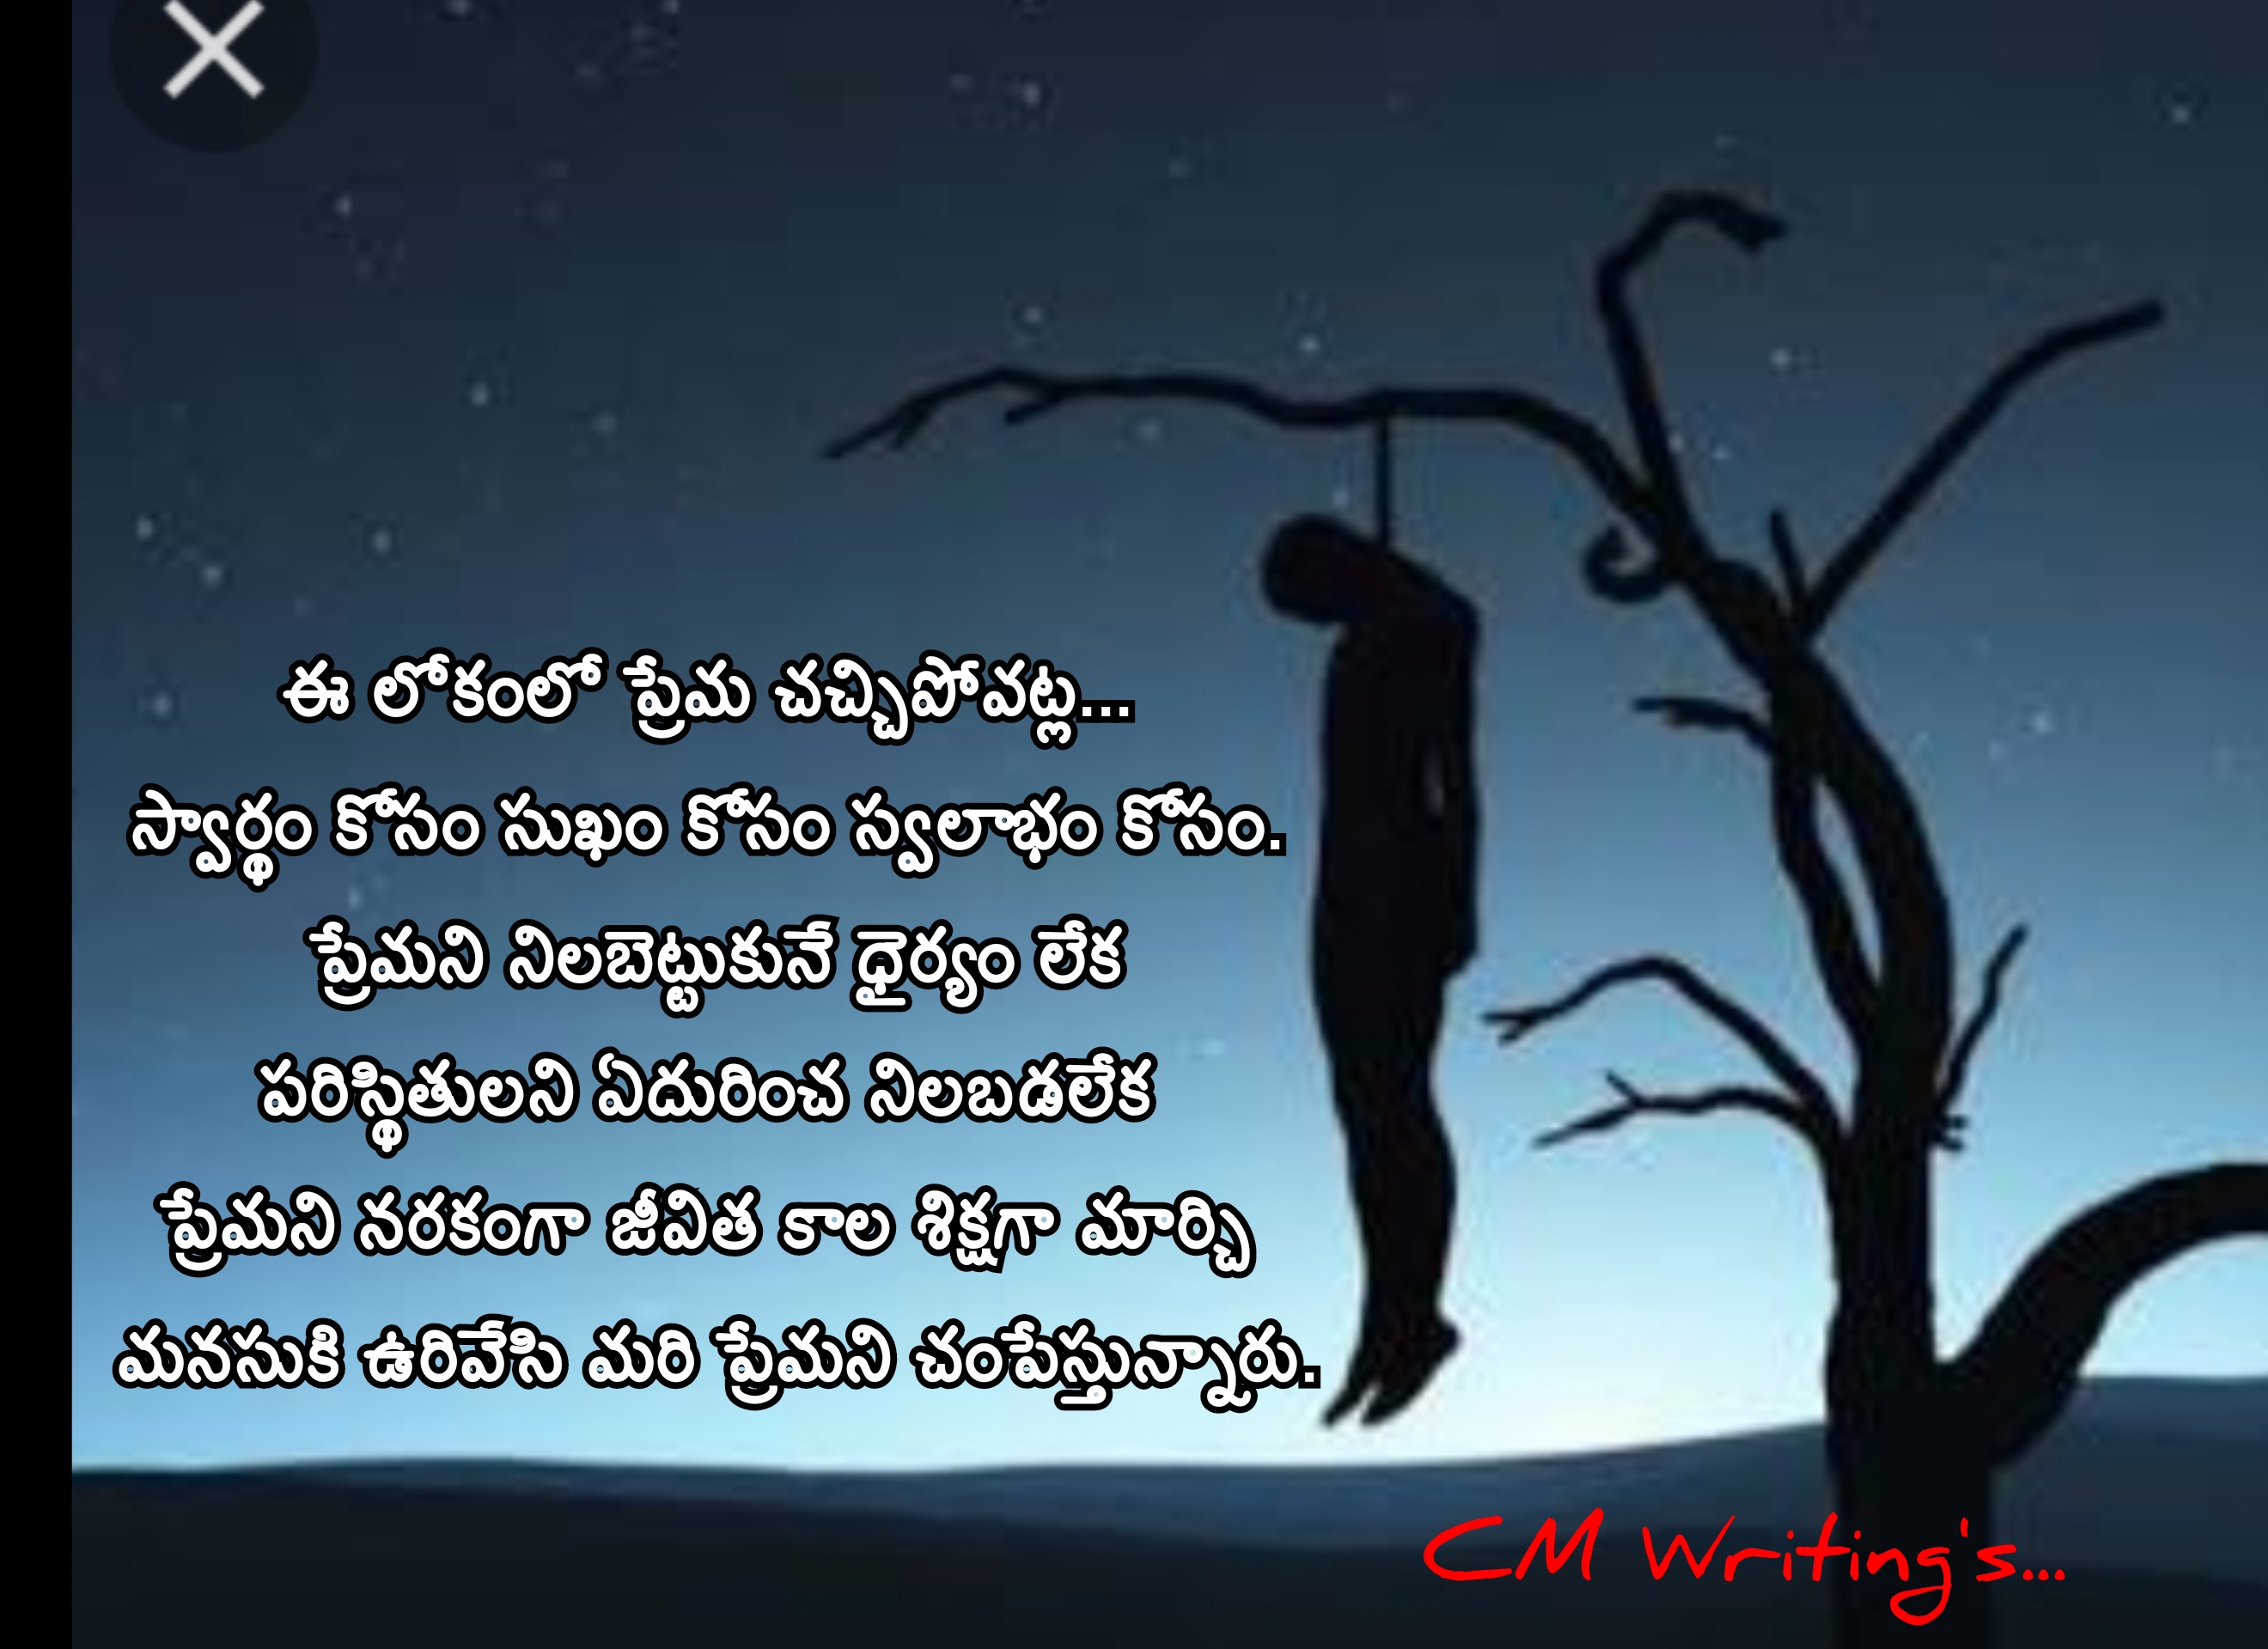 ఈ లోకంలో ప్రేమ చచ్చిపోవట్ల...
స్వార్థం కోసం సుఖం కోసం స్వలాభం కోసం.
ప్రేమని నిలబెట్టుకునే ధైర్యం లేక
పరిస్థితులని ఏదురించ నిలబడలేక
ప్రేమని నరకంగా జీవిత కాల శిక్షగా మార్చి
మనసుకి ఉరివేసి మరి ప్రేమని చంపేస్తున్నారు.
CM Writing's...